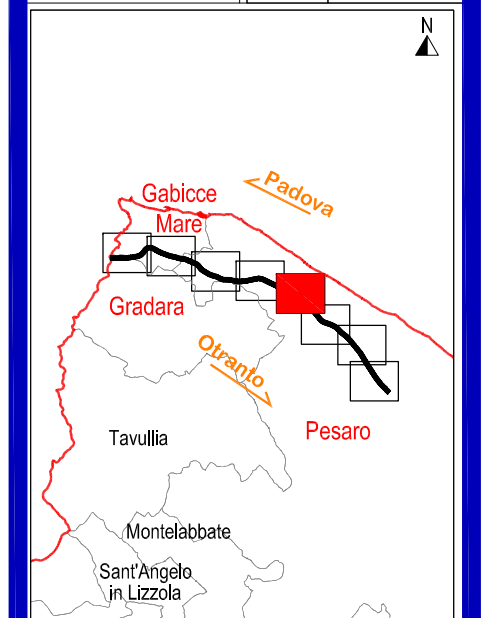 N
Padova
Gabicce
Mare
Gradara
Otranto
Pesaro
Tavullia
Montelabbate
Sant'Angelo
in Lizzola